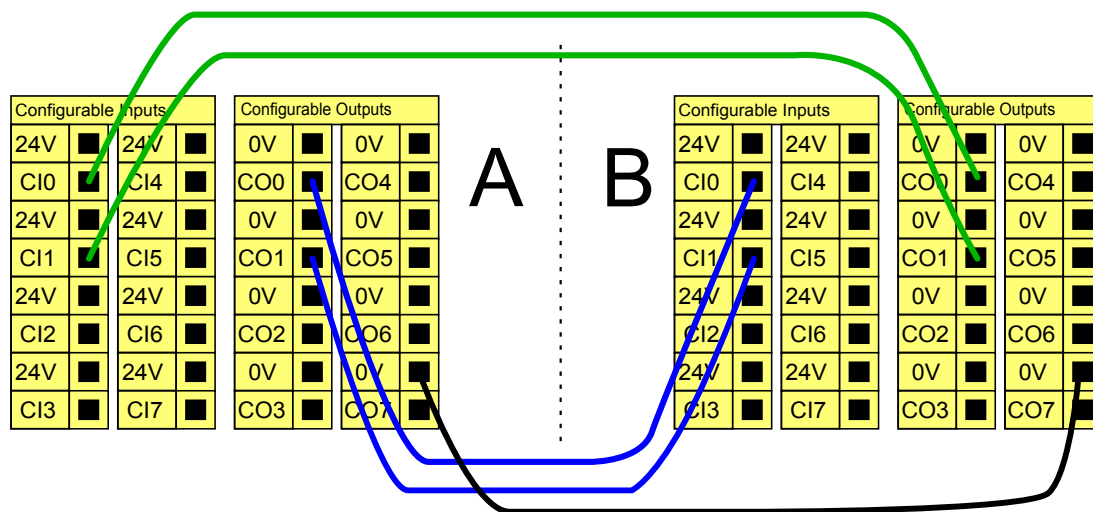 Configurable Inputs
24V 24V
CI0 CI4
24V 24V
CI1 CI5
24V 24V
CI2 CI6
24V 24V
CI3 CI7
Configurable Outputs
0V 0V
CO0 CO4
0V 0V
CO1 CO5
0V 0V
CO2 CO6
0V 0V
CO3 CO7
A
B
Configurable Inputs
24V 24V
CI0 CI4
24V 24V
CI1 CI5
24V 24V
CI2 CI6
24V 24V
CI3 CI7
Configurable Outputs
0V 0V
CO0 CO4
0V 0V
CO1 CO5
0V 0V
CO2 CO6
0V 0V
CO3 CO7